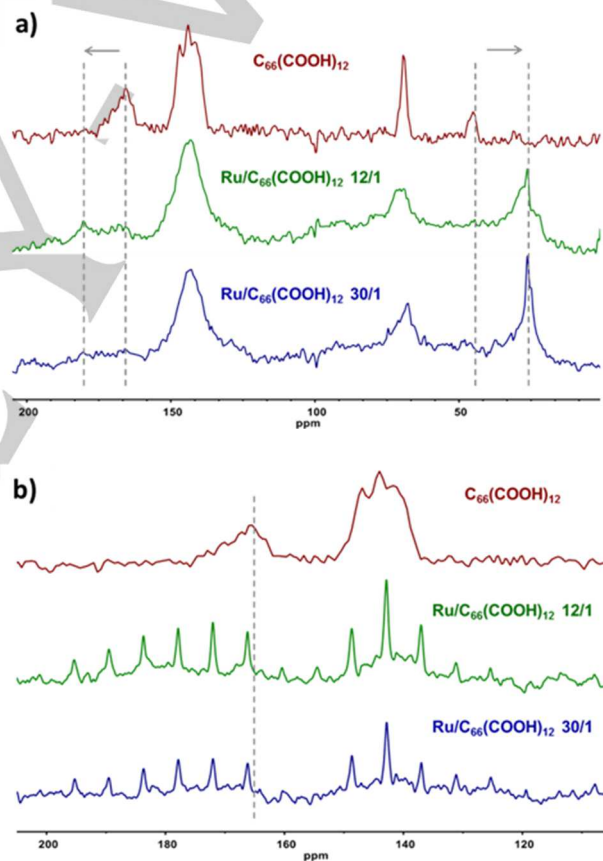 a)
C₆₆(COOH)₁₂
Ru/C₆₆(COOH)₁₂ 12/1
Ru/C₆₆(COOH)₁₂ 30/1
200 150 100 50
ppm
b)
C₆₆(COOH)₁₂
Ru/C₆₆(COOH)₁₂ 12/1
Ru/C₆₆(COOH)₁₂ 30/1
200 180 160 140 120
ppm